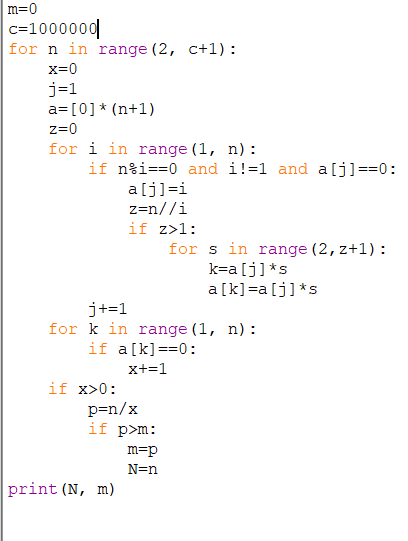 m=0
c=1000000
for n in range(2, c+1):
    x=0
    j=1
    a=[0]*(n+1)
    z=0
    for i in range(1, n):
        if n%i==0 and i!=1 and a[j]==0:
            a[j]=i
            z=n//i
            if z>1:
                for s in range(2,z+1):
                    k=a[j]*s
                    a[k]=a[j]*s
        j+=1
    for k in range(1, n):
        if a[k]==0:
            x+=1
    if x>0:
        p=n/x
        if p>m:
            m=p
            N=n
print(N, m)